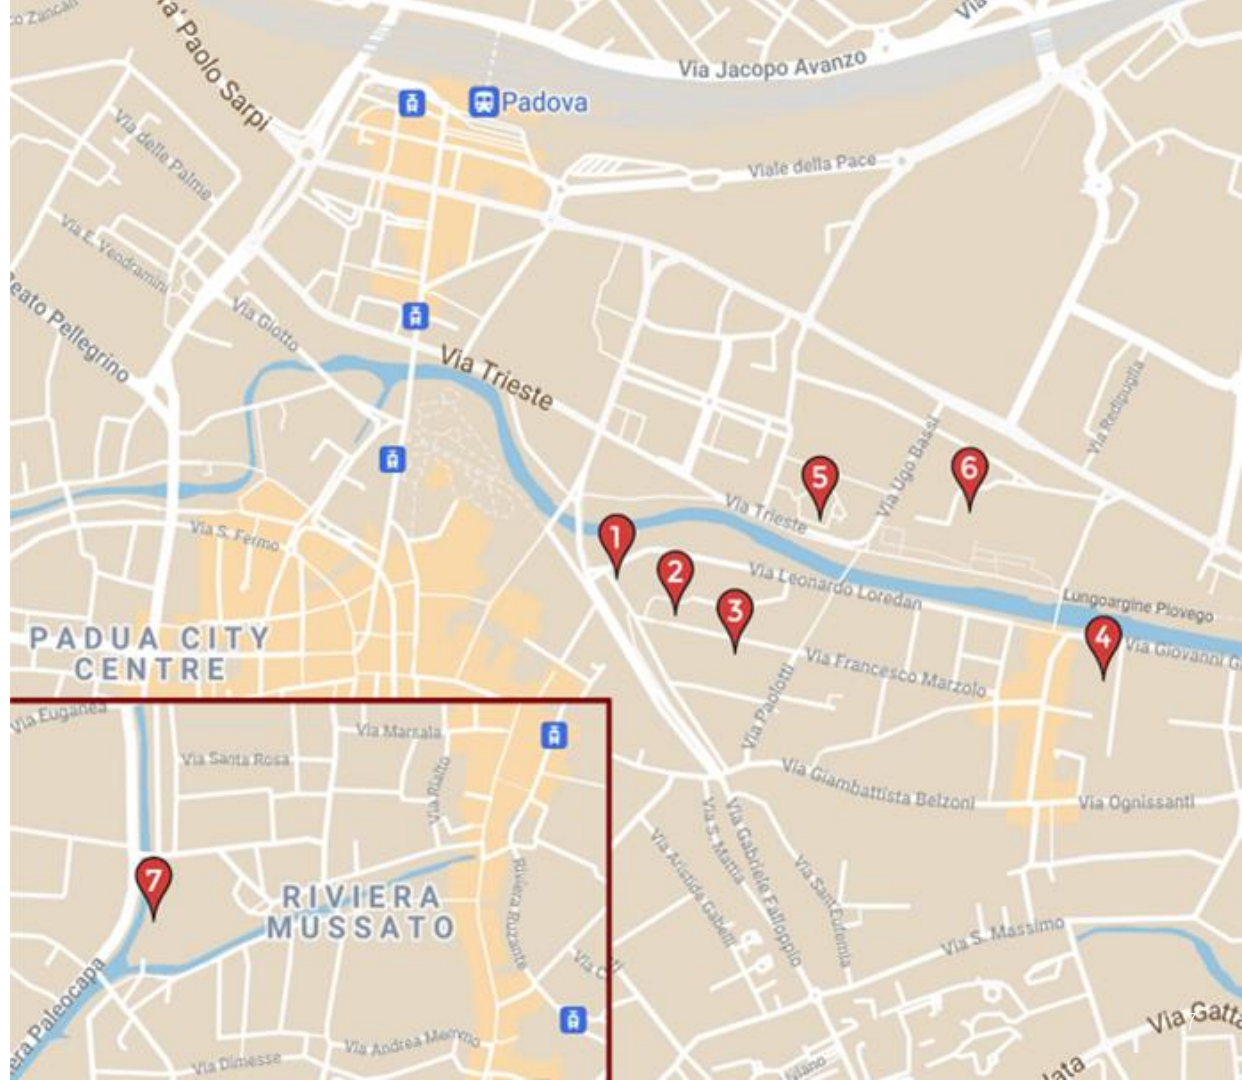 Via
Via Jacopo Avanzo
Padova
Viale della Pace
Paolo Sarpi
Via delle Palme
Via E. Vendramini
Beato Pellegrino
Via Giotto
Via Trieste
Via Redipuglia
Via Ugo Bassi
6
5
Via Trieste
Via S. Fermo
1
2
3
4
Via Leonardo Loredan
Lungoargine Piovego
Via Giovanni G
PADUA CITY
CENTRE
Via Francesco Marzolo
Via Paolotti
Via Giambattista Belzoni
Via Ognissanti
Via Euganea
Via Marsala
Via Santa Rosa
Via Rialto
Via S. Mattia
Via Gabriele Falloppio
Via Aristide Gabelli
Via Sant'Eufemia
7
RIVIERA
MUSSATO
Riviera Ruzante
Via S. Massimo
Via C
era Paleocapa
Via Gatta
Via Andrea Memmo
Via Dimesse
lata